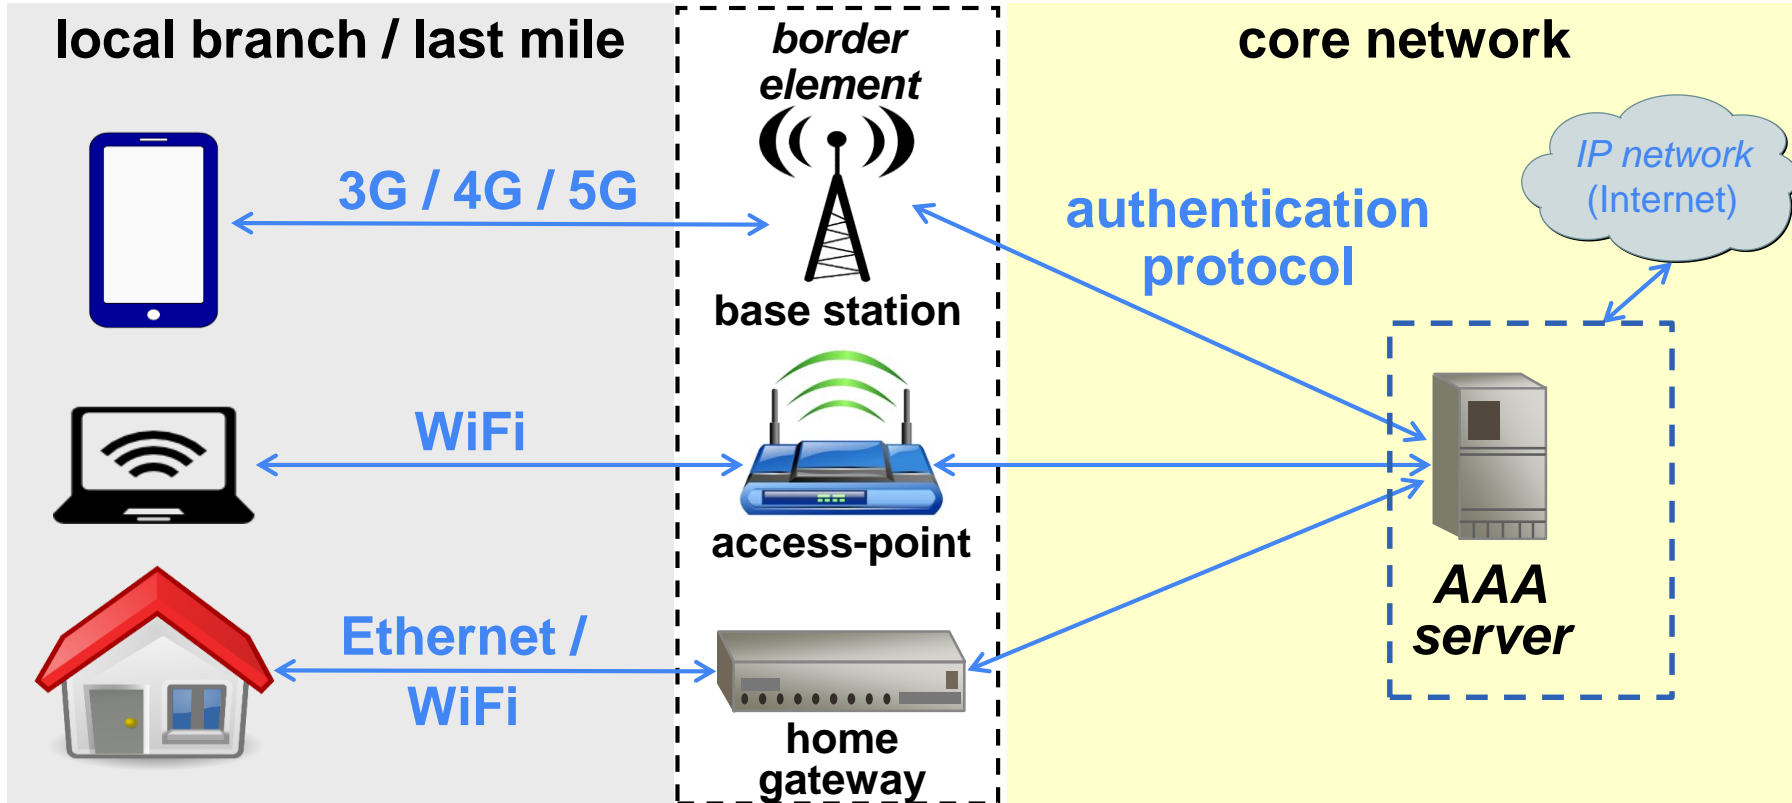 local branch / last mile
border
element
core network
3G / 4G / 5G
authentication
protocol
IP network
(Internet)
base station
WiFi
access-point
AAA
server
Ethernet /
WiFi
home
gateway